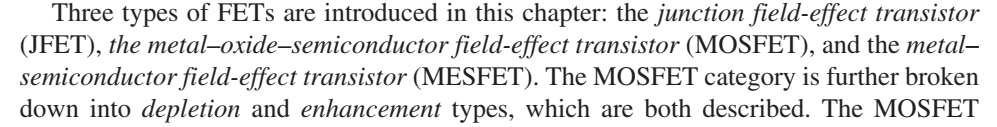 Three types of FETs are introduced in this chapter: the junction field-effect transistor
(JFET), the metal–oxide–semiconductor field-effect transistor (MOSFET), and the metal–
semiconductor field-effect transistor (MESFET). The MOSFET category is further broken
down into depletion and enhancement types, which are both described. The MOSFET